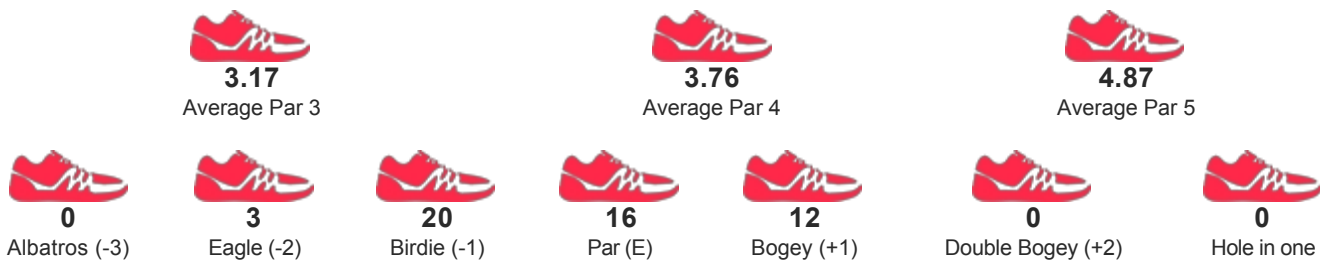 3.17 3.76 4.87
Average Par 3 Average Par 4 Average Par 5
0 3 20 16 12 0 0
Albatros (-3) Eagle (-2) Birdie (-1) Par (E) Bogey (+1) Double Bogey (+2) Hole in one